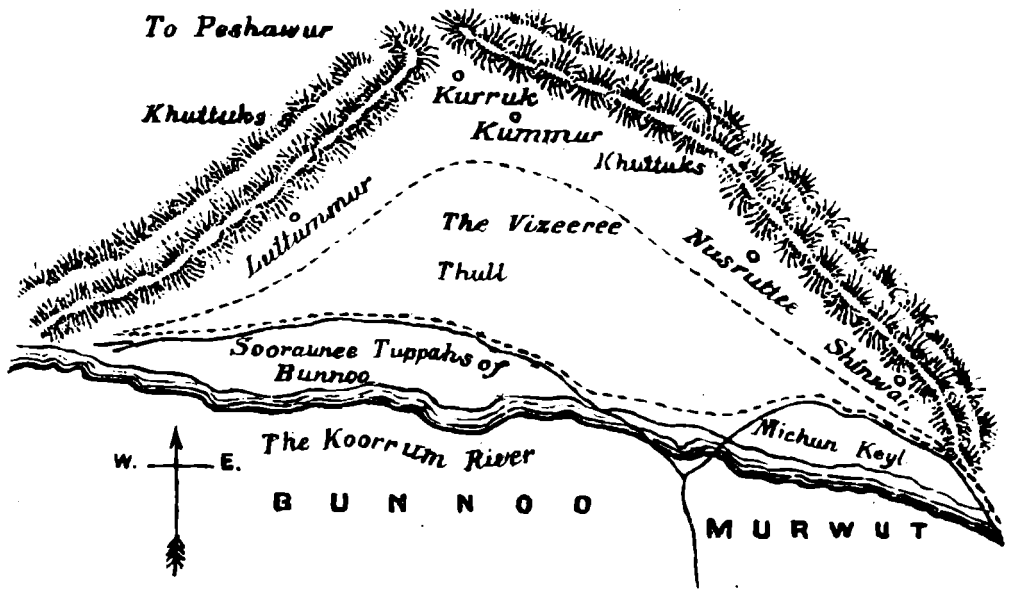 To Peshawur
Khuttuks
Kurruk
Kummur
Khuttuks
Luttummur
The Vizeeree
Thull
Nusruttee
Shinwai
Sooraunee Tuppahs of
Bunnoo
Michun Keyl
W. E.
The Koorrum River
BUNNOO
MURWUT